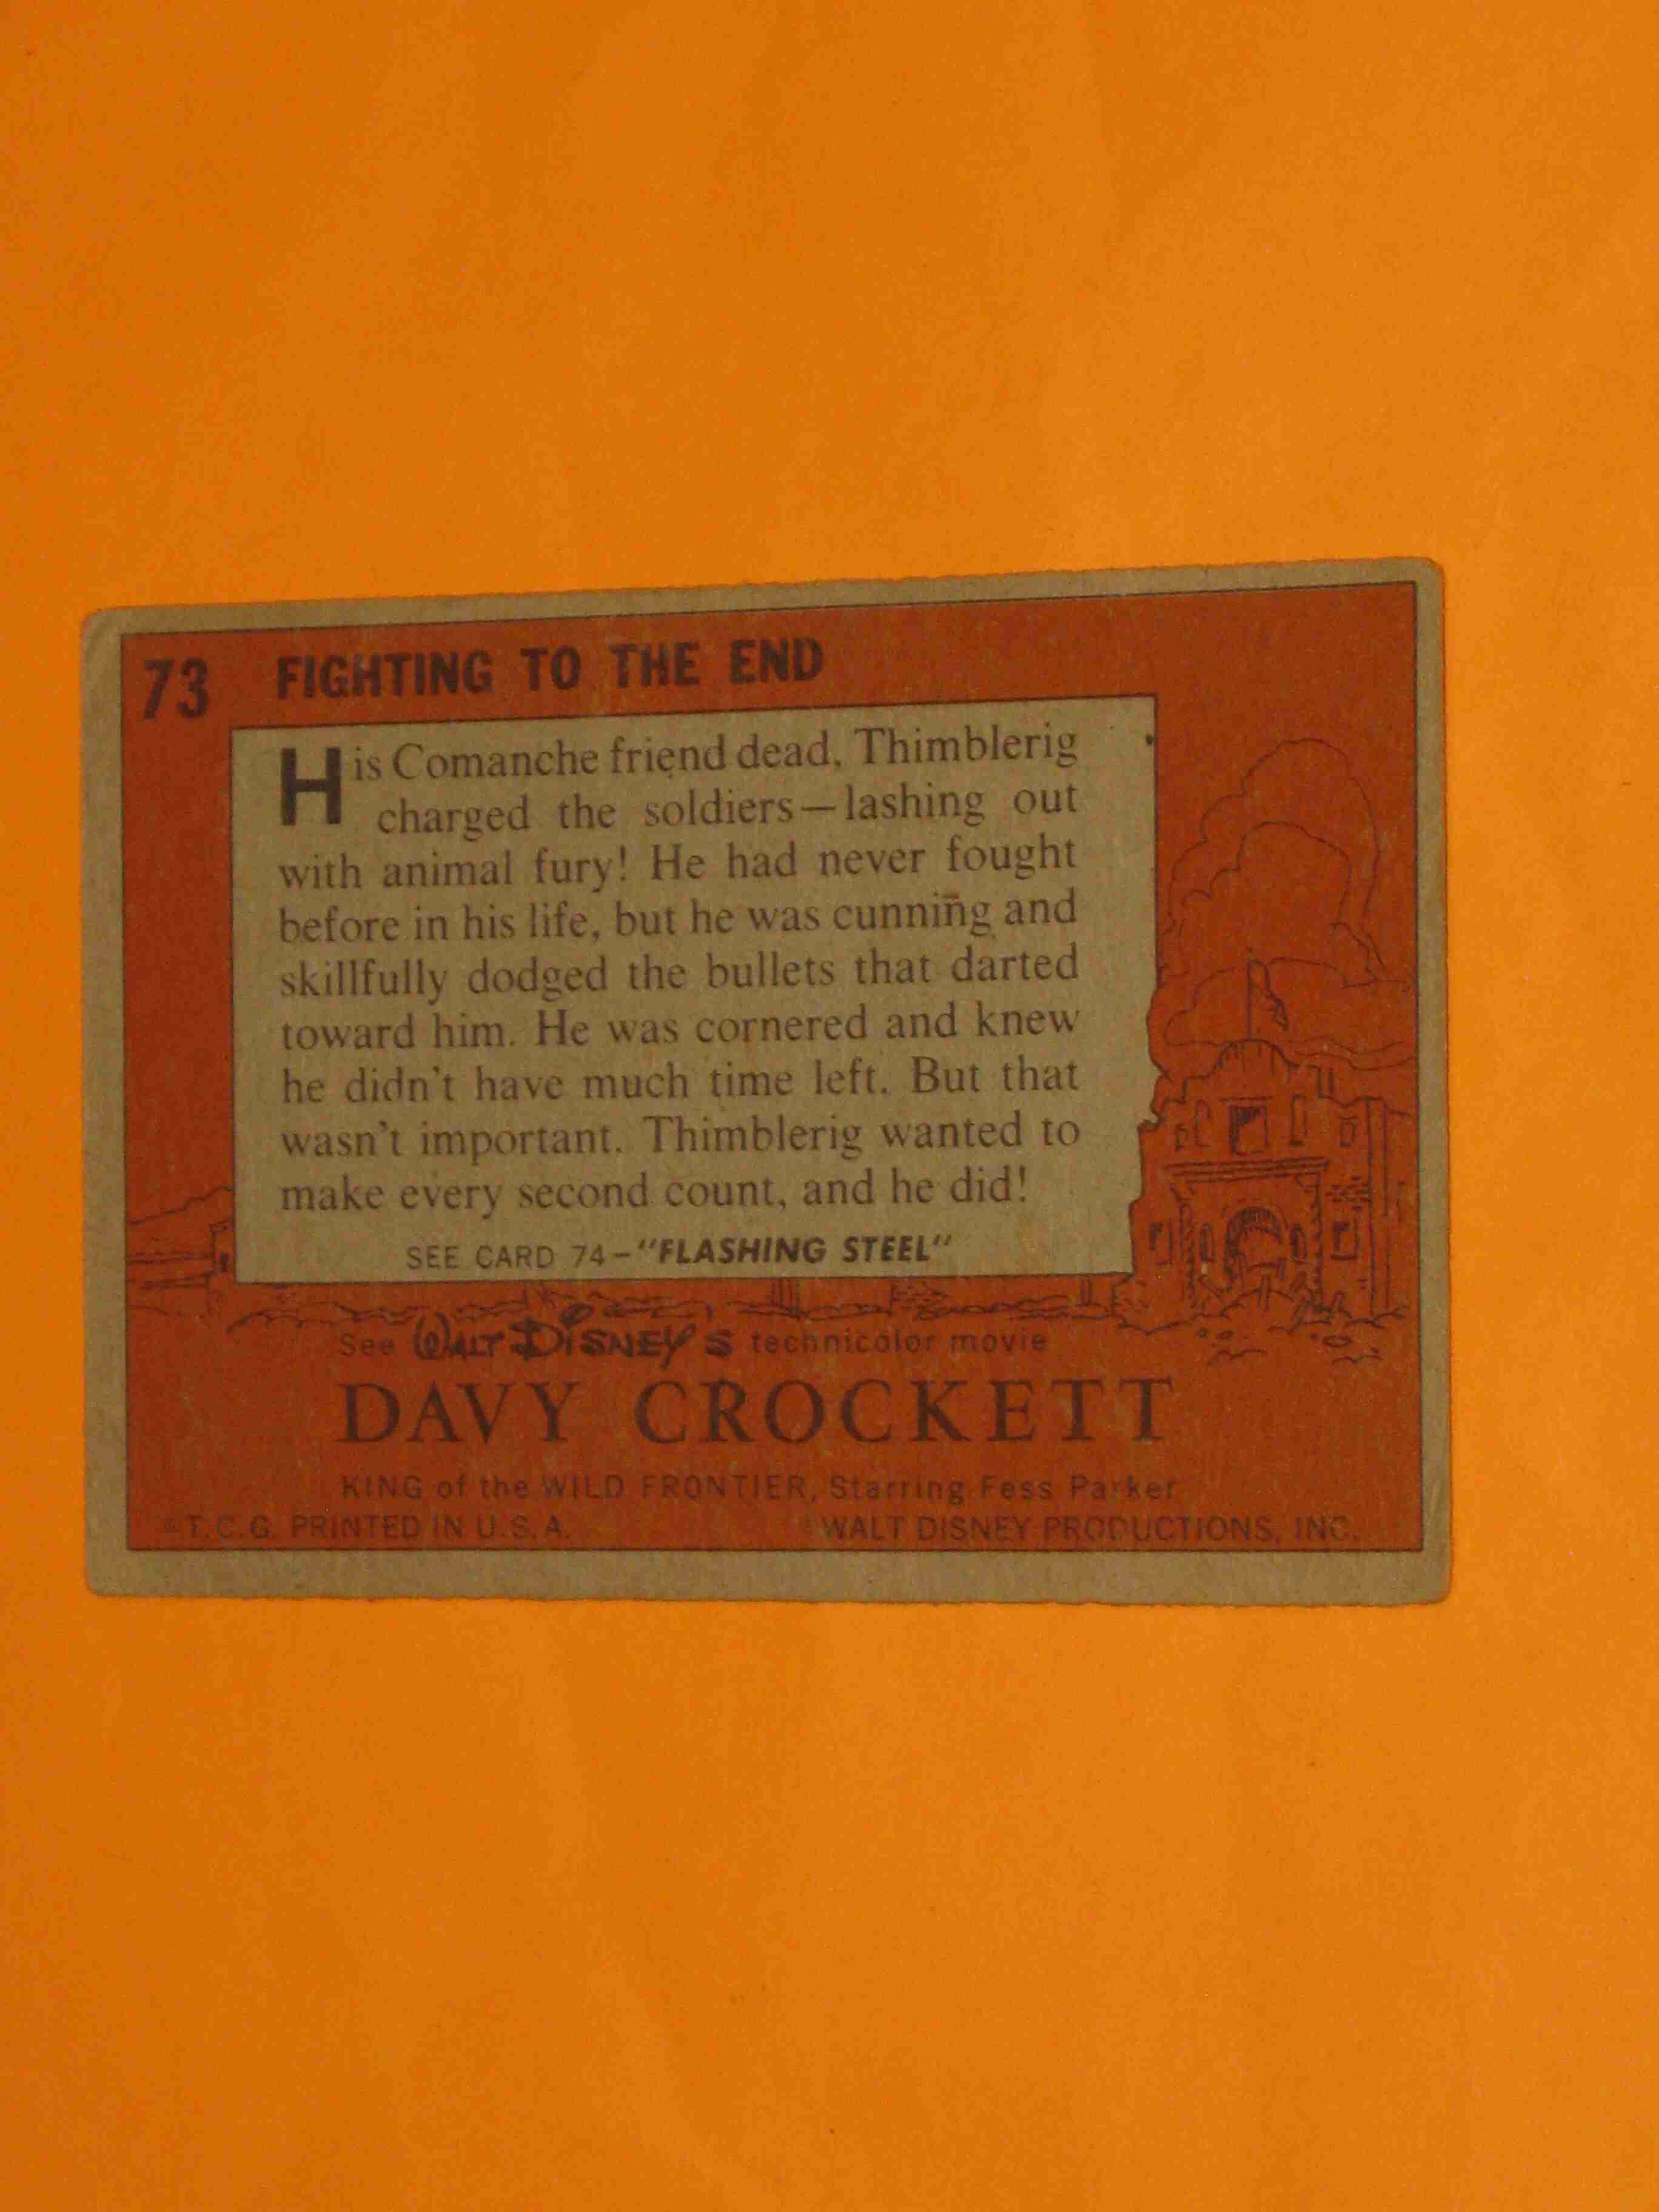 73 FIGHTING TO THE END
His Comanche friend dead, Thimblerig
charged the soldiers—lashing out
with animal fury! He had never fought
before in his life, but he was cunning and
skillfully dodged the bullets that darted
toward him. He was cornered and knew
he didn't have much time left. But that
wasn't important. Thimblerig wanted to
make every second count, and he did!
SEE CARD 74—"FLASHING STEEL"
See WALT DISNEY'S technicolor movie
DAVY CROCKETT
KING of the WILD FRONTIER, Starring Fess Parker
© T.C.G. PRINTED IN U.S.A. © WALT DISNEY PRODUCTIONS, INC.